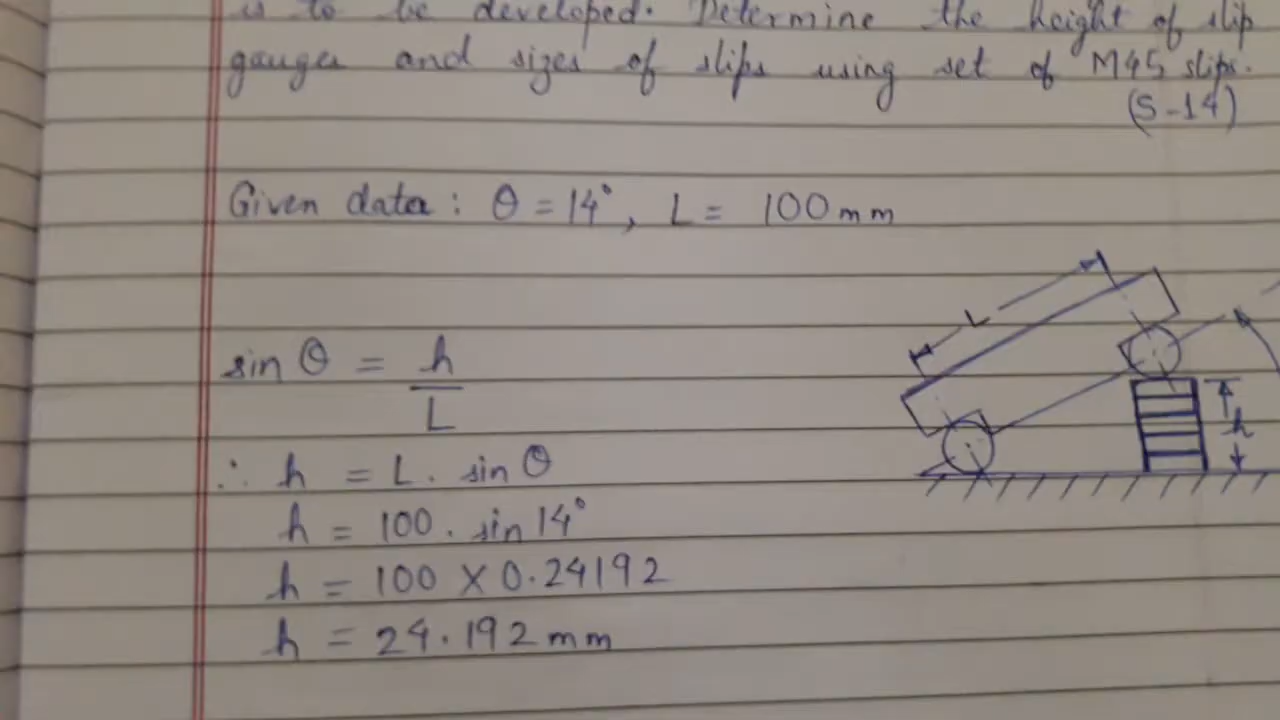 is to be developed. Determine the height of slip
gauges and sizes of slips using set of M45 slips.
(S-14)
Given data : θ = 14°, L = 100 mm
L
sin θ = h / L
h
∴ h = L . sin θ
h = 100 . sin 14°
h = 100 × 0.24192
h = 24.192 mm